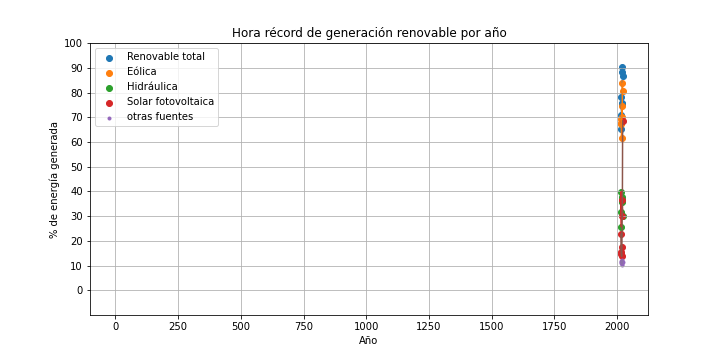 Hora récord de generación renovable por año
100
90
80
70
60
50
40
30
20
10
0
% de energía generada
Renovable total
Eólica
Hidráulica
Solar fotovoltaica
otras fuentes
0 250 500 750 1000 1250 1500 1750 2000
Año